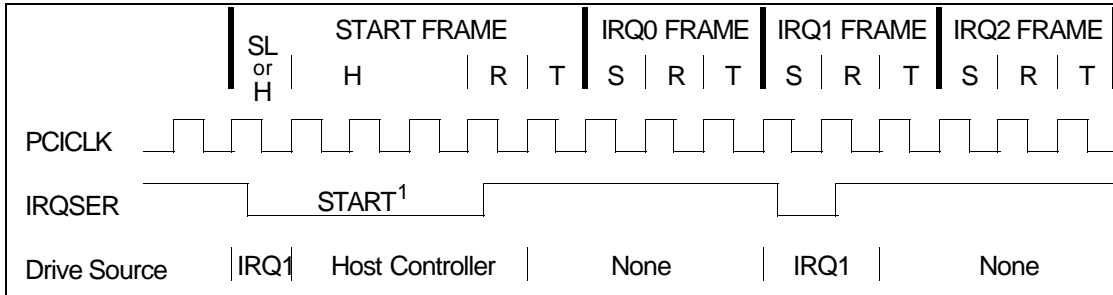 START FRAME IRQ0 FRAME IRQ1 FRAME IRQ2 FRAME
SL
or
H
H R T S R T S R T S R T
PCICLK
IRQSER START1
Drive Source IRQ1 Host Controller None IRQ1 None